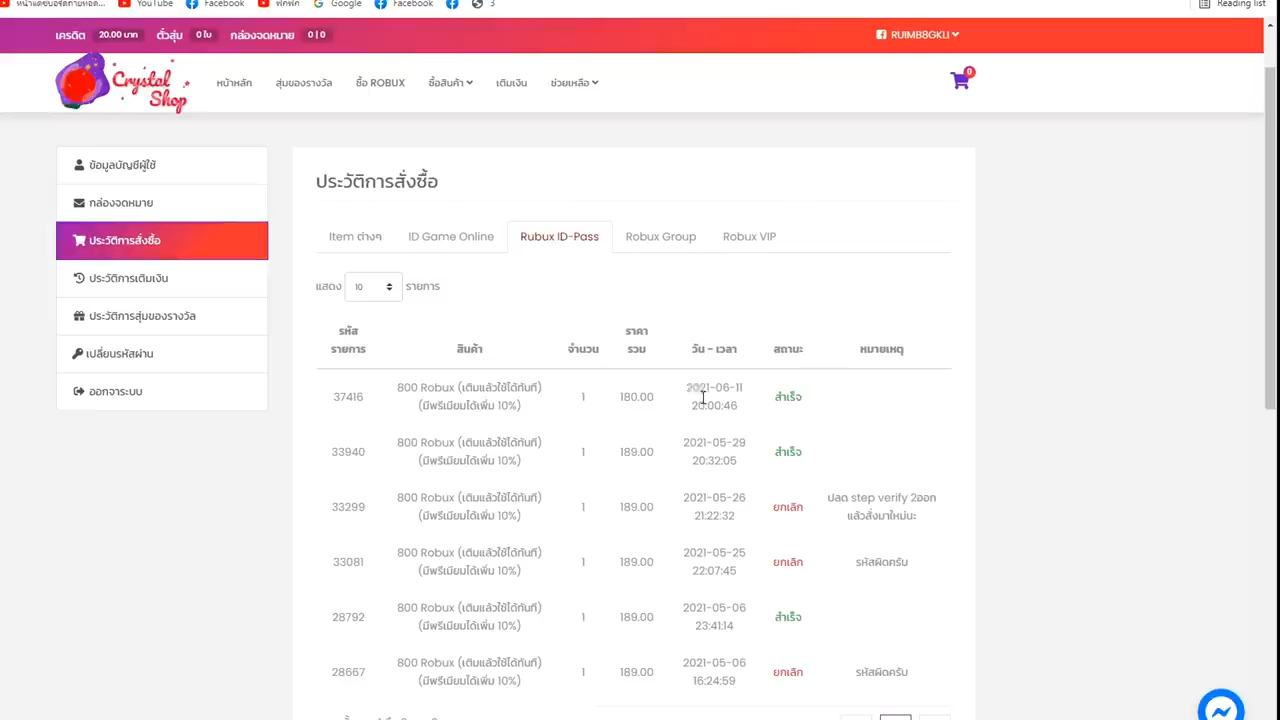 หน้าแดชบอร์ดถ่ายทอด... YouTube Facebook ฟกฟก Google Facebook 3 Reading list
เครดิต 20.00 บาท ตั๋วสุ่ม 0 ใบ กล่องจดหมาย 0 | 0 RUIMB8GKLI
Crystal
Shop
หน้าหลัก สุ่มของรางวัล ซื้อ ROBUX ซื้อสินค้า เติมเงิน ช่วยเหลือ 0
ข้อมูลบัญชีผู้ใช้
กล่องจดหมาย
ประวัติการสั่งซื้อ
ประวัติการเติมเงิน
ประวัติการสุ่มของรางวัล
เปลี่ยนรหัสผ่าน
ออกจาระบบ
ประวัติการสั่งซื้อ
Item ต่างๆ ID Game Online Rubux ID-Pass Robux Group Robux VIP
แสดง 10 รายการ
รหัส ราคา
รายการ สินค้า จำนวน รวม วัน - เวลา สถานะ หมายเหตุ
800 Robux (เติมแล้วใช้ได้ทันที) 2021-06-11
37416 1 180.00 สำเร็จ
(มีพรีเมียมได้เพิ่ม 10%) 20:00:46
800 Robux (เติมแล้วใช้ได้ทันที) 2021-05-29
33940 1 189.00 สำเร็จ
(มีพรีเมียมได้เพิ่ม 10%) 20:32:05
800 Robux (เติมแล้วใช้ได้ทันที) 2021-05-26 ปลด step verify 2ออก
33299 1 189.00 ยกเลิก
(มีพรีเมียมได้เพิ่ม 10%) 21:22:32 แล้วสั่งมาใหม่นะ
800 Robux (เติมแล้วใช้ได้ทันที) 2021-05-25
33081 1 189.00 ยกเลิก รหัสผิดครับ
(มีพรีเมียมได้เพิ่ม 10%) 22:07:45
800 Robux (เติมแล้วใช้ได้ทันที) 2021-05-06
28792 1 189.00 สำเร็จ
(มีพรีเมียมได้เพิ่ม 10%) 23:41:14
800 Robux (เติมแล้วใช้ได้ทันที) 2021-05-06
28667 1 189.00 ยกเลิก รหัสผิดครับ
(มีพรีเมียมได้เพิ่ม 10%) 16:24:59